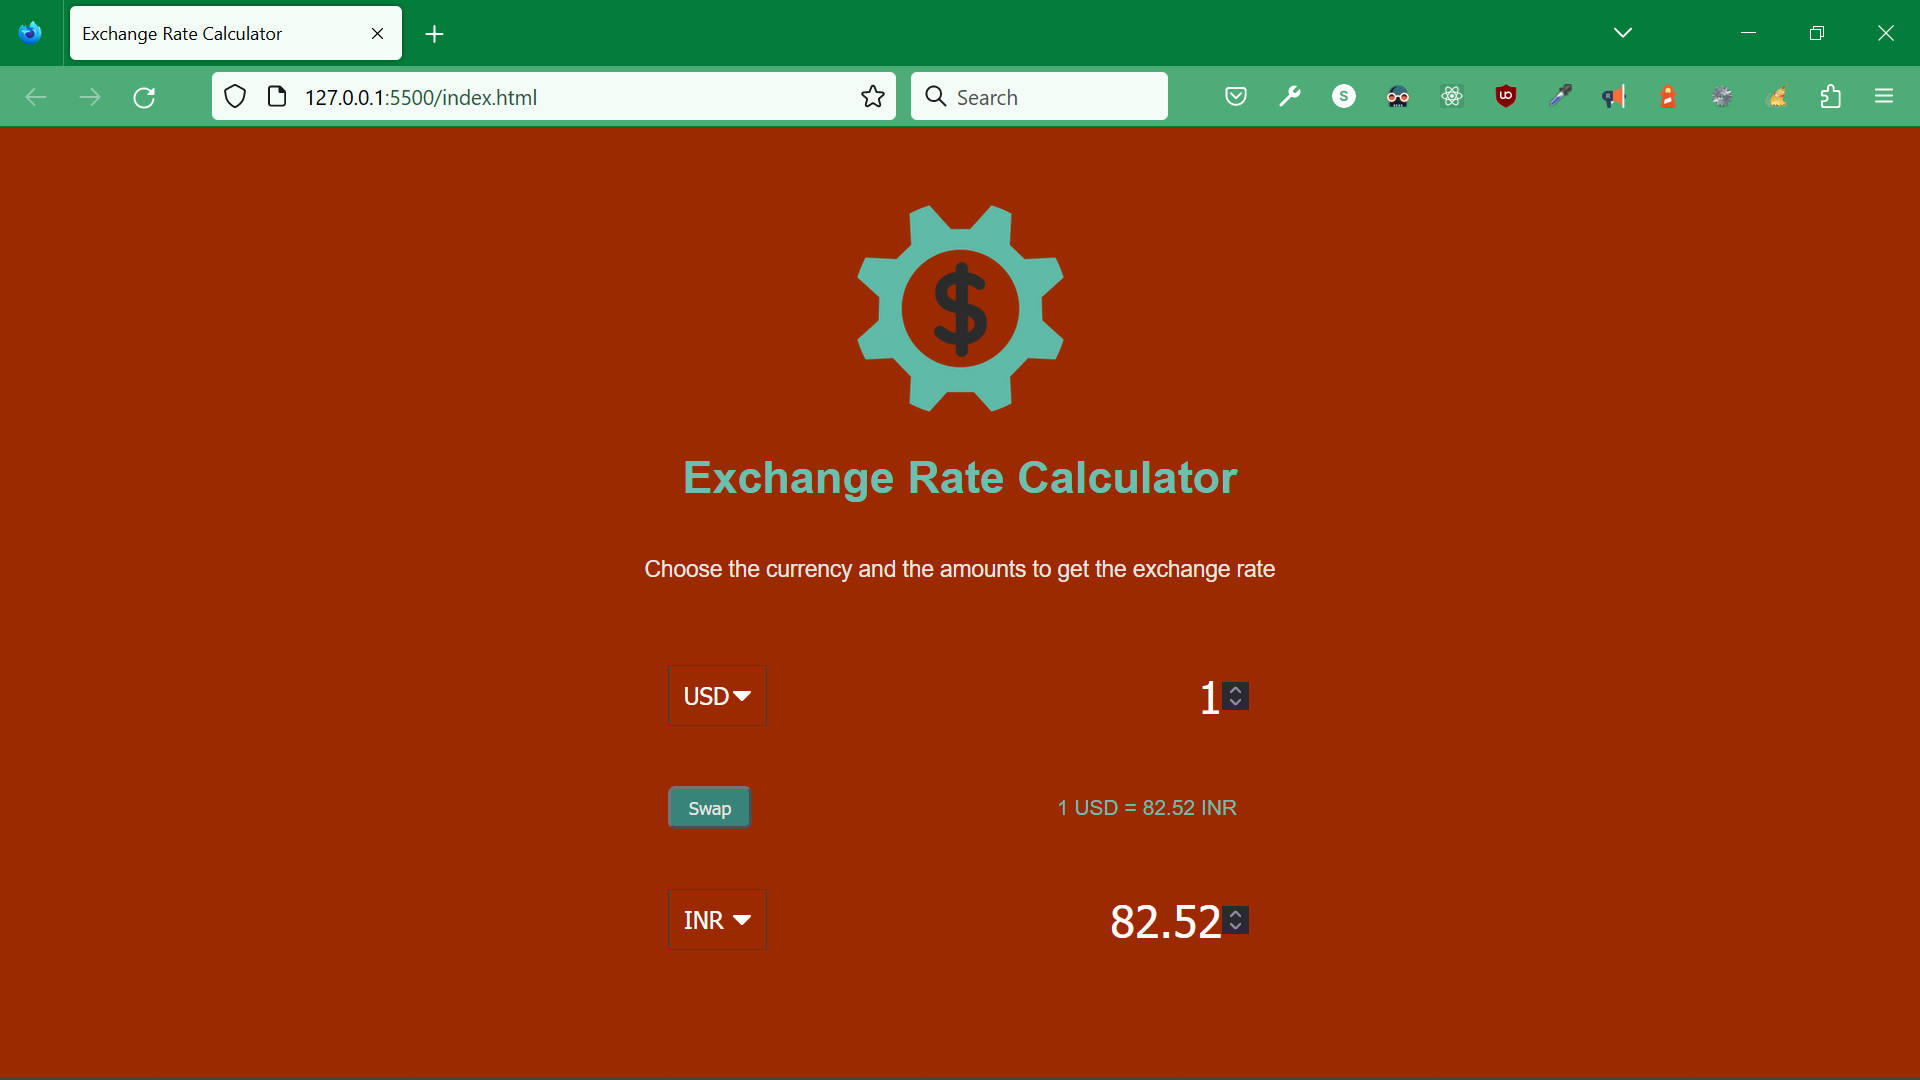 Exchange Rate Calculator
127.0.0.1:5500/index.html
Search
S
$
Exchange Rate Calculator
Choose the currency and the amounts to get the exchange rate
USD
1
Swap
1 USD = 82.52 INR
INR
82.52